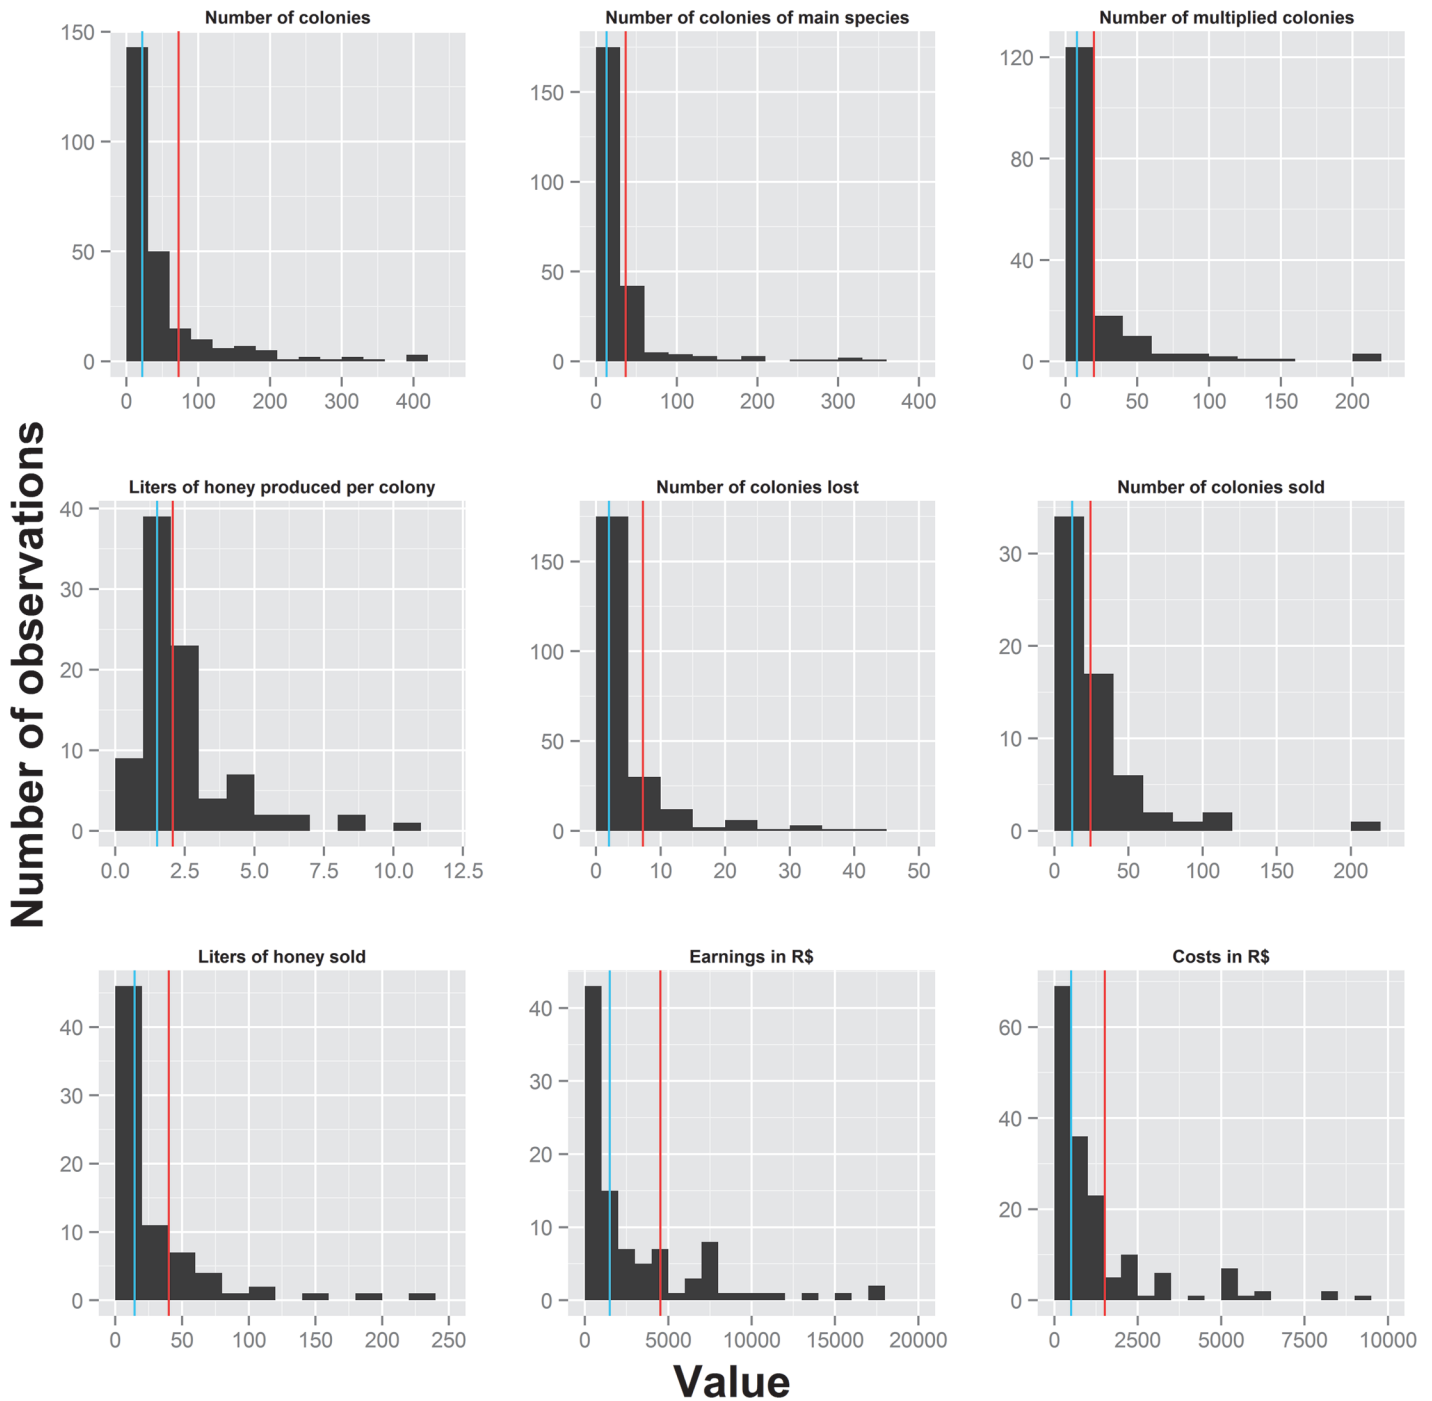 Number of colonies
Number of colonies of main species
Number of multiplied colonies
150
100
50
0
0 100 200 300 400
150
100
50
0
0 100 200 300 400
120
80
40
0
0 50 100 150 200
Number of observations
Liters of honey produced per colony
Number of colonies lost
Number of colonies sold
40
30
20
10
0
0.0 2.5 5.0 7.5 10.0 12.5
150
100
50
0
0 10 20 30 40 50
30
20
10
0
0 50 100 150 200
Liters of honey sold
Earnings in R$
Costs in R$
40
30
20
10
0
0 50 100 150 200 250
40
30
20
10
0
0 5000 10000 15000 20000
60
40
20
0
0 2500 5000 7500 10000
Value